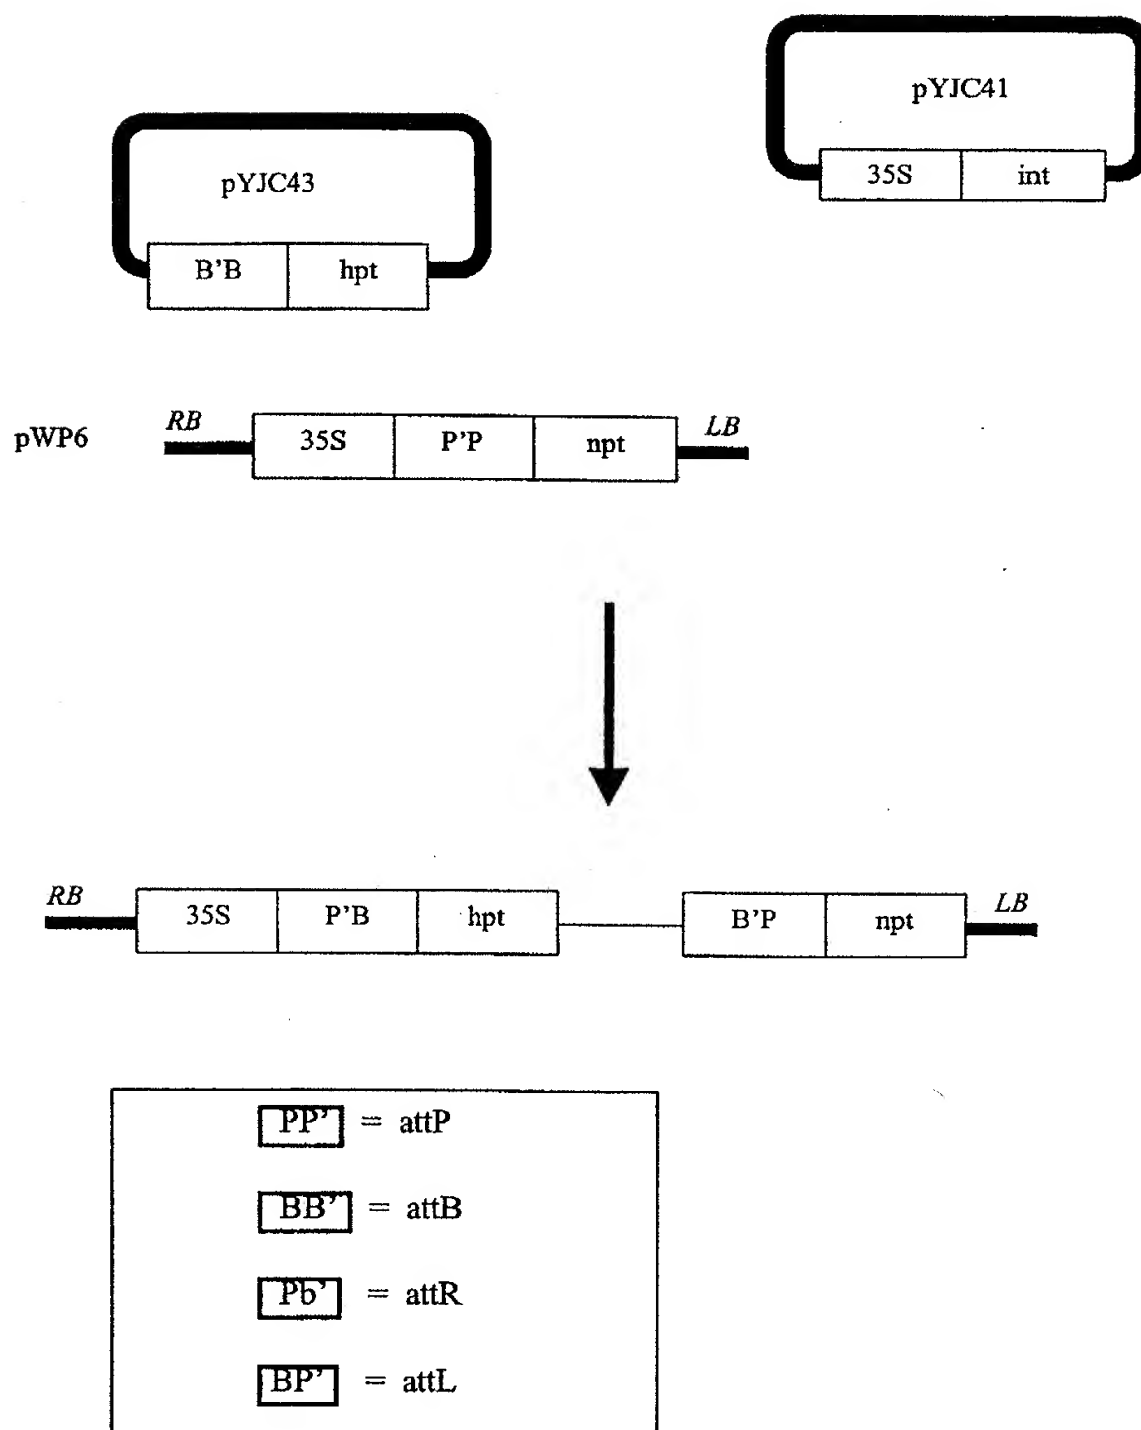 pYJC41
35S int
pYJC43
B'B hpt
pWP6 RB 35S P'P npt LB
RB 35S P'B hpt B'P npt LB
PP' = attP
BB' = attB
Pb' = attR
BP' = attL